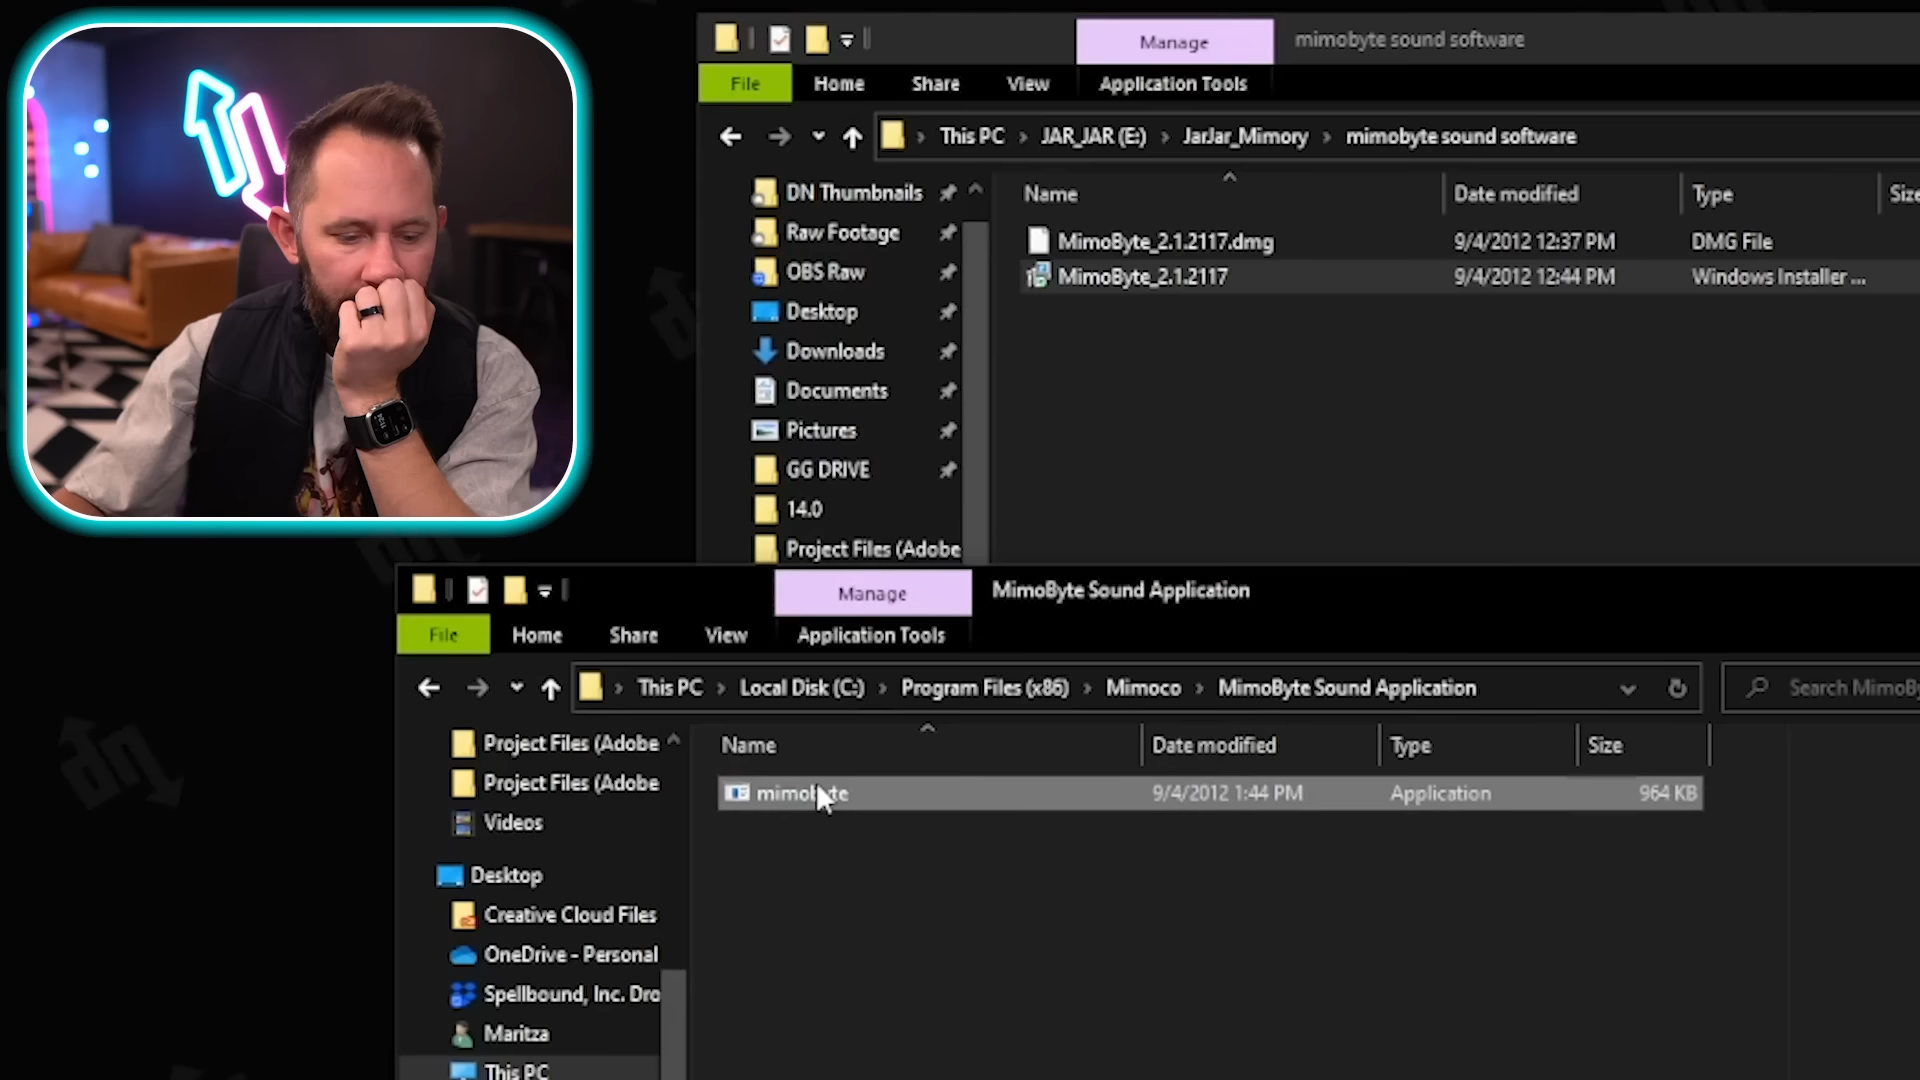 Manage
mimobyte sound software
File
Home
Share
View
Application Tools
This PC
JAR_JAR (E:)
JarJar_Mimory
mimobyte sound software
Name
Date modified
Type
Size
DN Thumbnails
Raw Footage
OBS Raw
Desktop
Downloads
Documents
Pictures
GG DRIVE
14.0
Project Files (Adobe
MimoByte_2.1.2117.dmg
9/4/2012 12:37 PM
DMG File
MimoByte_2.1.2117
9/4/2012 12:44 PM
Windows Installer ...
Manage
MimoByte Sound Application
File
Home
Share
View
Application Tools
This PC
Local Disk (C:)
Program Files (x86)
Mimoco
MimoByte Sound Application
Search MimoB
Project Files (Adobe
Project Files (Adobe
Videos
Desktop
Creative Cloud Files
OneDrive - Personal
Spellbound, Inc. Dro
Maritza
This PC
Name
Date modified
Type
Size
mimobyte
9/4/2012 1:44 PM
Application
964 KB